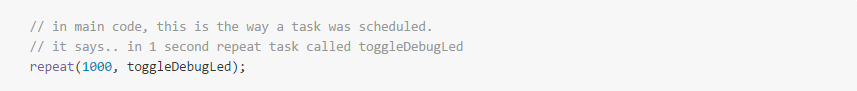 // in main code, this is the way a task was scheduled.
// it says.. in 1 second repeat task called toggleDebugLed
repeat(1000, toggleDebugLed);